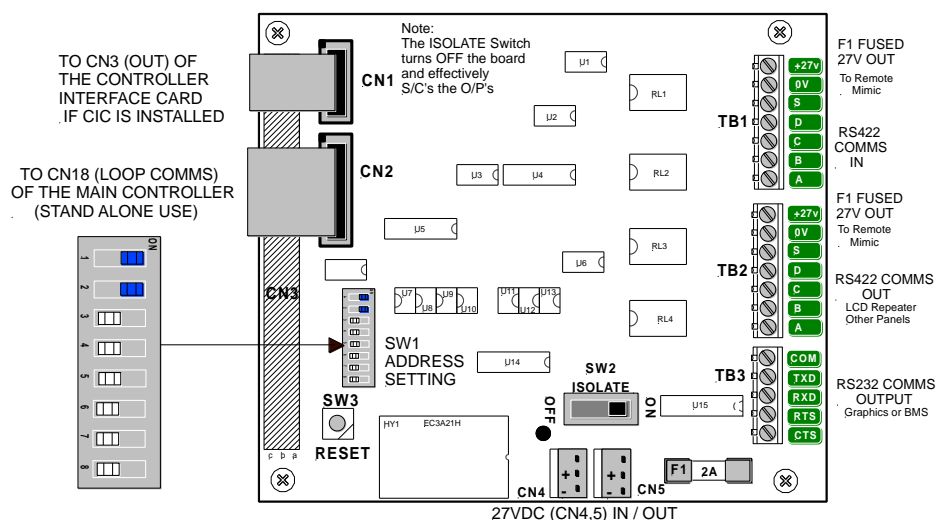 TO CN3 (OUT) OF
THE CONTROLLER
INTERFACE CARD
.IF CIC IS INSTALLED
TO CN18 (LOOP COMMS)
OF THE MAIN CONTROLLER
(STAND ALONE USE)
ON
1
2
3
4
5
6
7
8
Note:
The ISOLATE Switch
turns OFF the board
and effectively
S/C's the O/P's
CN1
CN2
CN3
U1
U2
U3
U4
U5
U6
U7
U8
U9
U10
U11
U12
U13
U14
U15
RL1
RL2
RL3
RL4
SW1
ADDRESS
SETTING
SW2
ISOLATE
OFF
ON
SW3
RESET
c b a
HY1
EC3A21H
CN4
+
-
+
-
CN5
F1
2A
27VDC (CN4,5) IN / OUT
TB1
+27v
0V
S
D
C
B
A
F1 FUSED
27V OUT
To Remote
Mimic
RS422
COMMS
IN
TB2
+27v
0V
S
D
C
B
A
F1 FUSED
27V OUT
To Remote
Mimic
RS422 COMMS
OUT
LCD Repeater
Other Panels
TB3
COM
TXD
RXD
RTS
CTS
RS232 COMMS
OUTPUT
Graphics or BMS